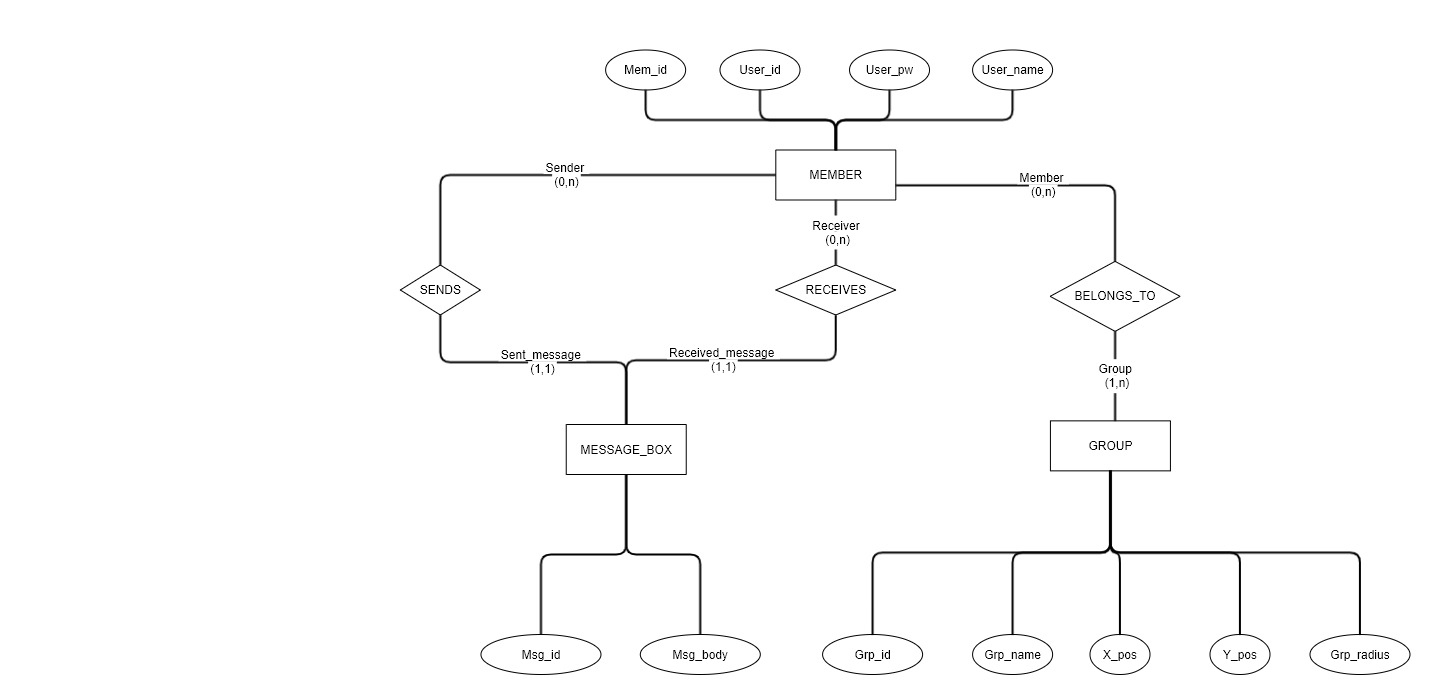 Mem_id
User_id
User_pw
User_name
MEMBER
Sender
(0,n)
Member
(0,n)
Receiver
(0,n)
SENDS
RECEIVES
BELONGS_TO
Sent_message
(1,1)
Received_message
(1,1)
Group
(1,n)
MESSAGE_BOX
GROUP
Msg_id
Msg_body
Grp_id
Grp_name
X_pos
Y_pos
Grp_radius